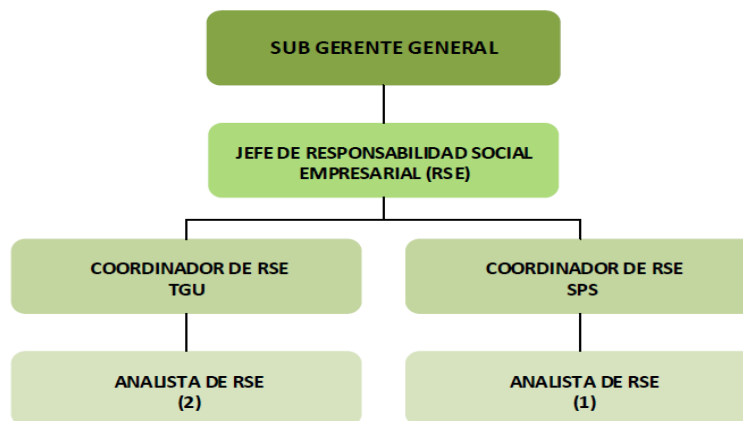 SUB GERENTE GENERAL
JEFE DE RESPONSABILIDAD SOCIAL
EMPRESARIAL (RSE)
COORDINADOR DE RSE
TGU
COORDINADOR DE RSE
SPS
ANALISTA DE RSE
(2)
ANALISTA DE RSE
(1)